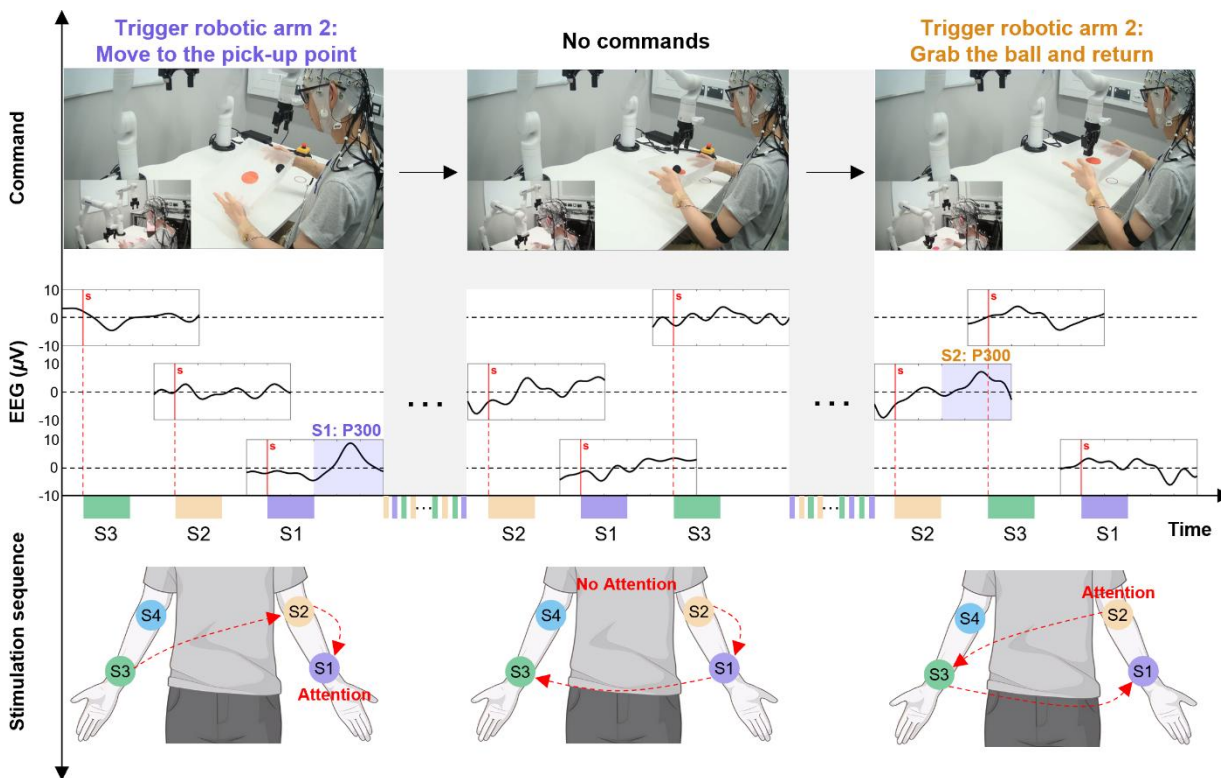 Trigger robotic arm 2:
Move to the pick-up point
No commands
Trigger robotic arm 2:
Grab the ball and return
Command
EEG (µV)
10
0
-10
10
0
-10
10
0
-10
s
s
S1: P300
s
...
s
s
s
...
s
S2: P300
s
s
S3
S2
S1
...
S2
S1
S3
...
S2
S3
S1
Time
Stimulation sequence
S4
S2
S3
S1
Attention
No Attention
S4
S2
S3
S1
Attention
S4
S2
S3
S1